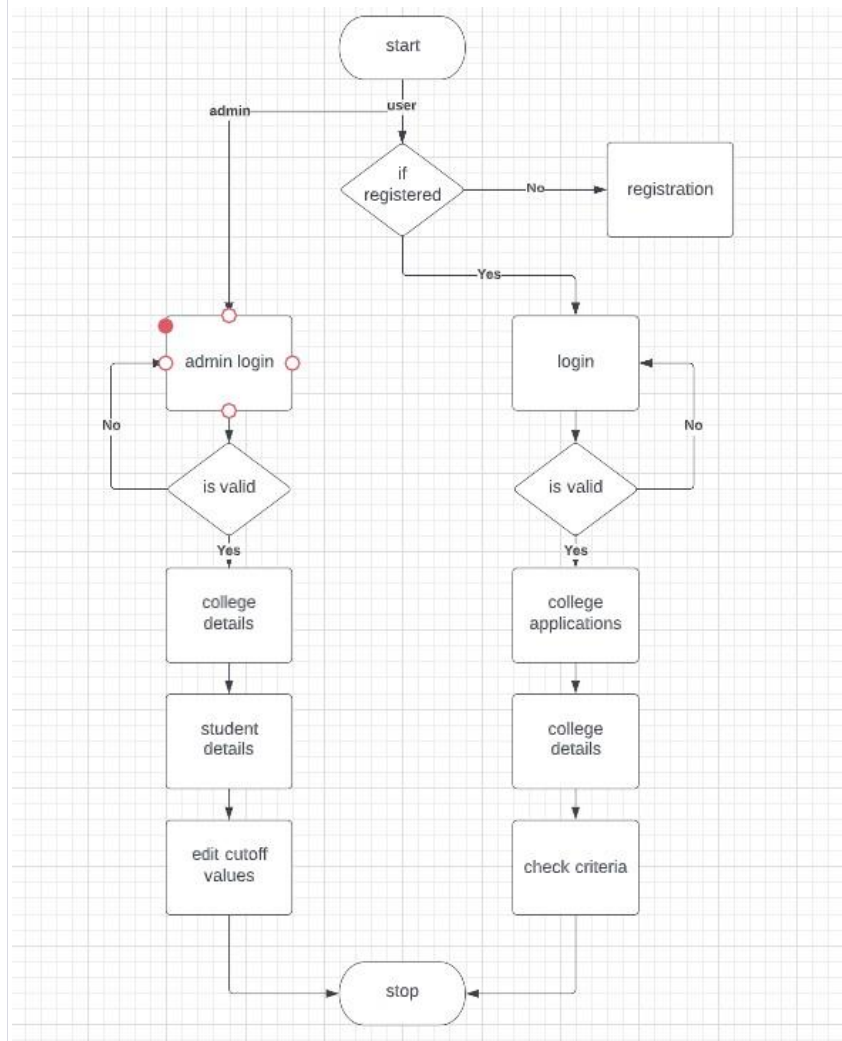 start
admin
user
if
registered
No
registration
Yes
admin login
login
No
No
is valid
is valid
Yes
Yes
college
details
college
applications
student
details
college
details
edit cutoff
values
check criteria
stop